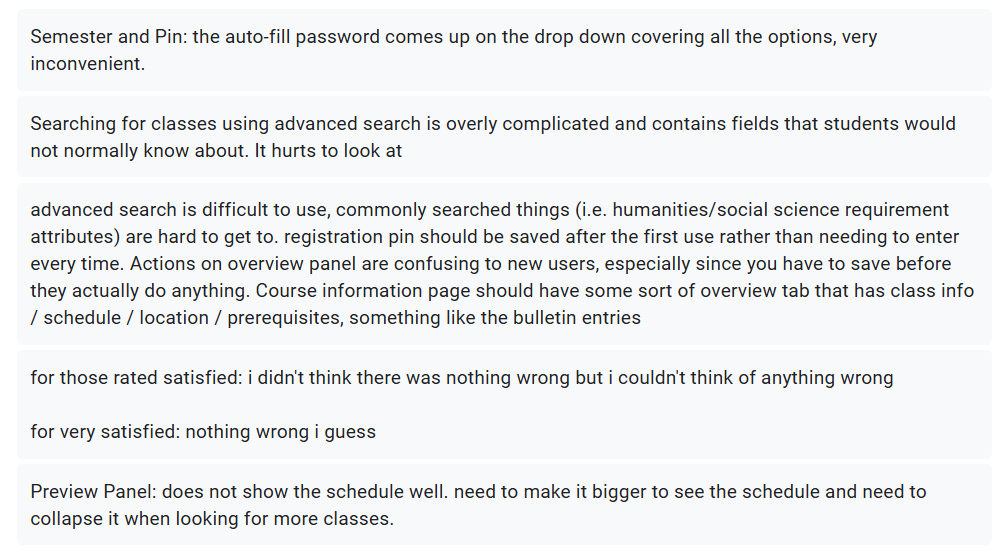 Semester and Pin: the auto-fill password comes up on the drop down covering all the options, very
inconvenient.
Searching for classes using advanced search is overly complicated and contains fields that students would
not normally know about. It hurts to look at
advanced search is difficult to use, commonly searched things (i.e. humanities/social science requirement
attributes) are hard to get to. registration pin should be saved after the first use rather than needing to enter
every time. Actions on overview panel are confusing to new users, especially since you have to save before
they actually do anything. Course information page should have some sort of overview tab that has class info
/ schedule / location / prerequisites, something like the bulletin entries
for those rated satisfied: i didn't think there was nothing wrong but i couldn't think of anything wrong
for very satisfied: nothing wrong i guess
Preview Panel: does not show the schedule well. need to make it bigger to see the schedule and need to
collapse it when looking for more classes.